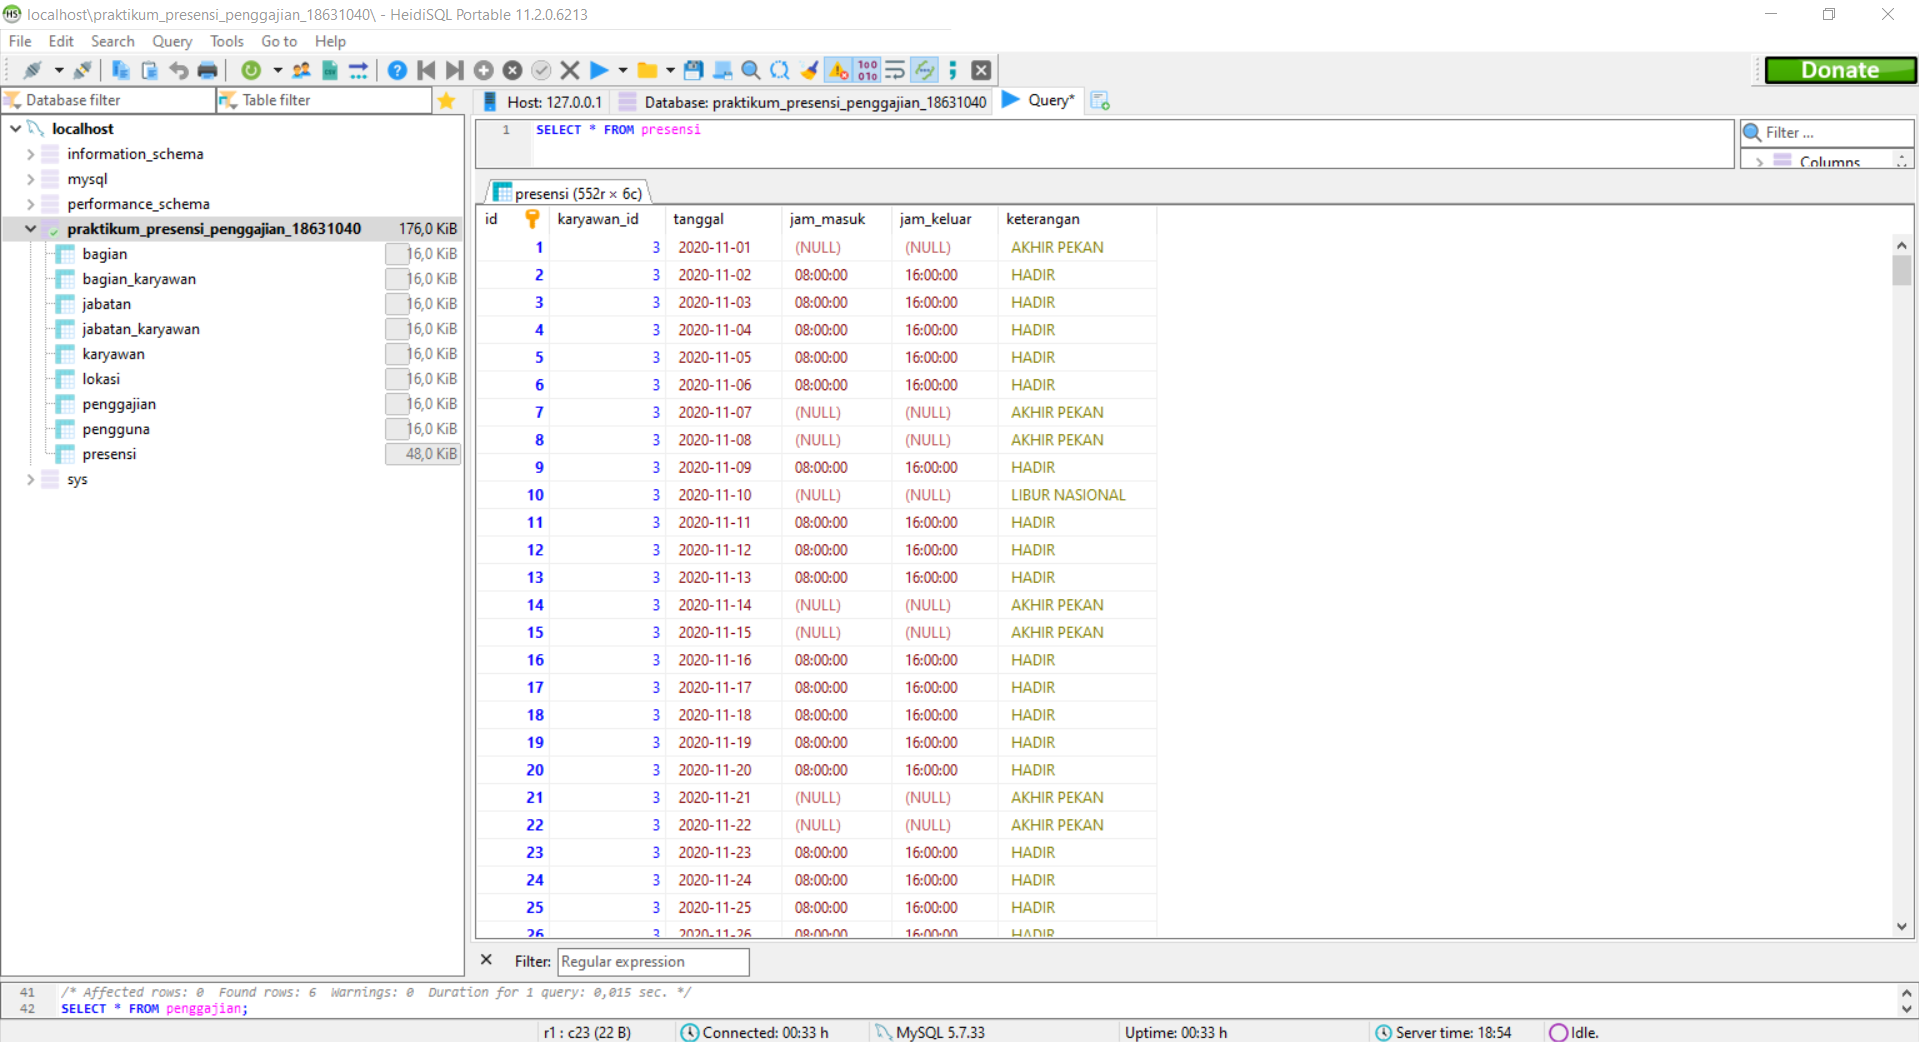 localhost\praktikum_presensi_penggajian_18631040\ - HeidiSQL Portable 11.2.0.6213
File Edit Search Query Tools Go to Help
Donate
Database filter Table filter
Host: 127.0.0.1 Database: praktikum_presensi_penggajian_18631040 Query*
localhost
information_schema
mysql
performance_schema
praktikum_presensi_penggajian_18631040 176,0 KiB
bagian 16,0 KiB
bagian_karyawan 16,0 KiB
jabatan 16,0 KiB
jabatan_karyawan 16,0 KiB
karyawan 16,0 KiB
lokasi 16,0 KiB
penggajian 16,0 KiB
pengguna 16,0 KiB
presensi 48,0 KiB
sys
1 SELECT * FROM presensi
Filter ...
Columns
presensi (552r × 6c)
id karyawan_id tanggal jam_masuk jam_keluar keterangan
1 3 2020-11-01 (NULL) (NULL) AKHIR PEKAN
2 3 2020-11-02 08:00:00 16:00:00 HADIR
3 3 2020-11-03 08:00:00 16:00:00 HADIR
4 3 2020-11-04 08:00:00 16:00:00 HADIR
5 3 2020-11-05 08:00:00 16:00:00 HADIR
6 3 2020-11-06 08:00:00 16:00:00 HADIR
7 3 2020-11-07 (NULL) (NULL) AKHIR PEKAN
8 3 2020-11-08 (NULL) (NULL) AKHIR PEKAN
9 3 2020-11-09 08:00:00 16:00:00 HADIR
10 3 2020-11-10 (NULL) (NULL) LIBUR NASIONAL
11 3 2020-11-11 08:00:00 16:00:00 HADIR
12 3 2020-11-12 08:00:00 16:00:00 HADIR
13 3 2020-11-13 08:00:00 16:00:00 HADIR
14 3 2020-11-14 (NULL) (NULL) AKHIR PEKAN
15 3 2020-11-15 (NULL) (NULL) AKHIR PEKAN
16 3 2020-11-16 08:00:00 16:00:00 HADIR
17 3 2020-11-17 08:00:00 16:00:00 HADIR
18 3 2020-11-18 08:00:00 16:00:00 HADIR
19 3 2020-11-19 08:00:00 16:00:00 HADIR
20 3 2020-11-20 08:00:00 16:00:00 HADIR
21 3 2020-11-21 (NULL) (NULL) AKHIR PEKAN
22 3 2020-11-22 (NULL) (NULL) AKHIR PEKAN
23 3 2020-11-23 08:00:00 16:00:00 HADIR
24 3 2020-11-24 08:00:00 16:00:00 HADIR
25 3 2020-11-25 08:00:00 16:00:00 HADIR
26 3 2020-11-26 08:00:00 16:00:00 HADIR
Filter: Regular expression
41 /* Affected rows: 0 Found rows: 6 Warnings: 0 Duration for 1 query: 0,015 sec. */
42 SELECT * FROM penggajian;
r1 : c23 (22 B) Connected: 00:33 h MySQL 5.7.33 Uptime: 00:33 h Server time: 18:54 Idle.